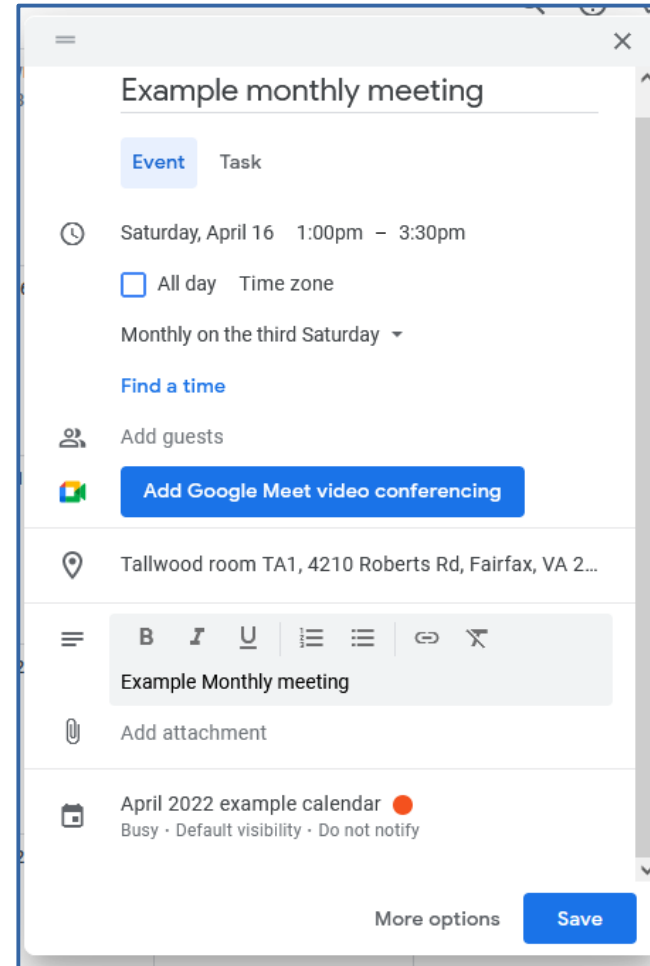 Example monthly meeting
Event Task
Saturday, April 16 1:00pm – 3:30pm
All day Time zone
Monthly on the third Saturday
Find a time
Add guests
Add Google Meet video conferencing
Tallwood room TA1, 4210 Roberts Rd, Fairfax, VA 2...
B I U
Example Monthly meeting
Add attachment
April 2022 example calendar
Busy · Default visibility · Do not notify
More options Save